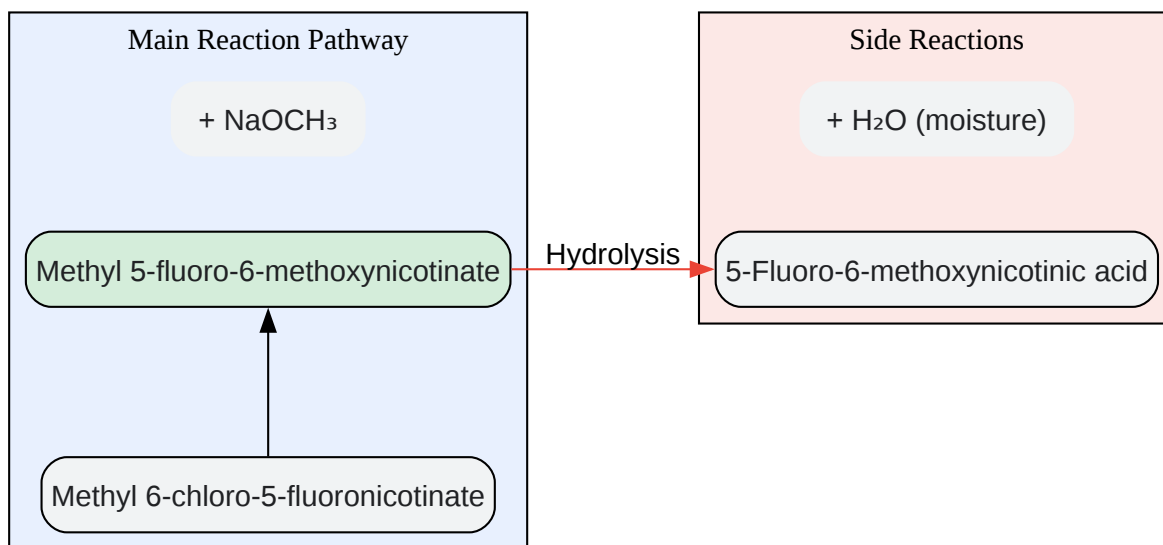 Main Reaction Pathway
+ NaOCH₃
Methyl 5-fluoro-6-methoxynicotinate
Methyl 6-chloro-5-fluoronicotinate
Hydrolysis
Side Reactions
+ H₂O (moisture)
5-Fluoro-6-methoxynicotinic acid